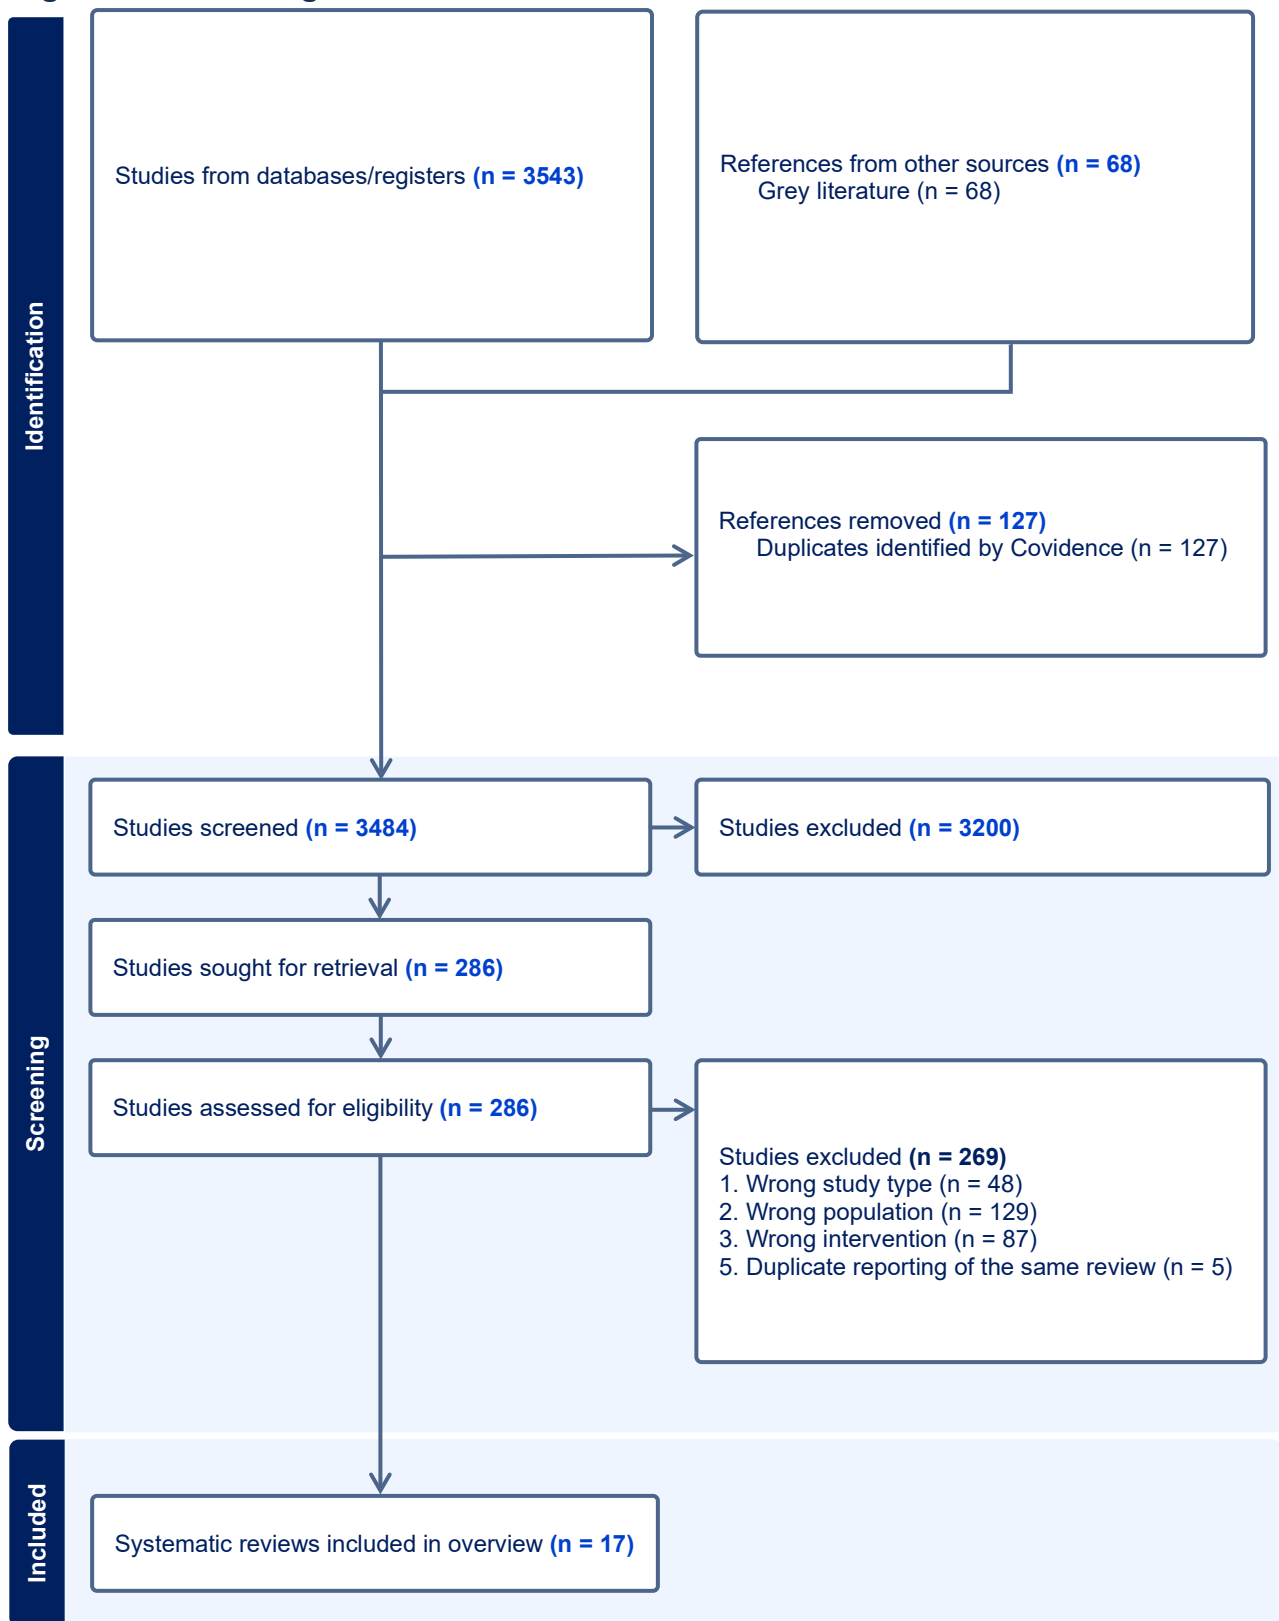 Identification
Studies from databases/registers (n = 3543)
References from other sources (n = 68)
Grey literature (n = 68)
References removed (n = 127)
Duplicates identified by Covidence (n = 127)
Screening
Studies screened (n = 3484)
Studies excluded (n = 3200)
Studies sought for retrieval (n = 286)
Studies assessed for eligibility (n = 286)
Studies excluded (n = 269)
1. Wrong study type (n = 48)
2. Wrong population (n = 129)
3. Wrong intervention (n = 87)
5. Duplicate reporting of the same review (n = 5)
Included
Systematic reviews included in overview (n = 17)